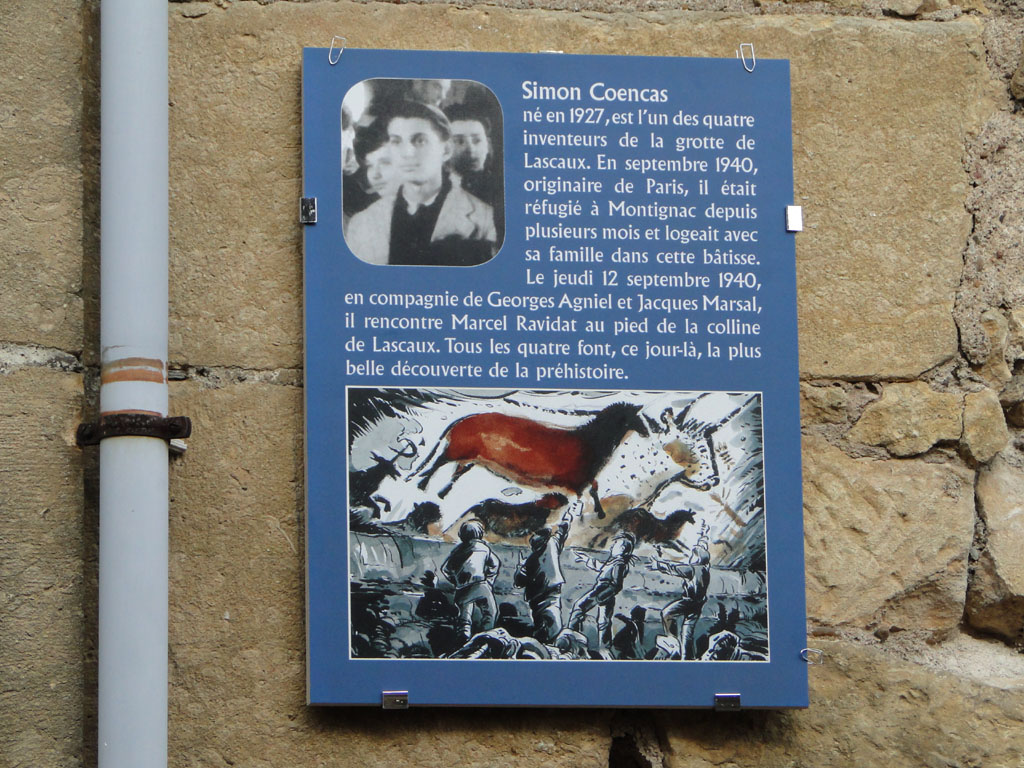 Simon Coencas
né en 1927, est l'un des quatre
inventeurs de la grotte de
Lascaux. En septembre 1940,
originaire de Paris, il était
réfugié à Montignac depuis
plusieurs mois et logeait avec
sa famille dans cette bâtisse.
Le jeudi 12 septembre 1940,
en compagnie de Georges Agniel et Jacques Marsal,
il rencontre Marcel Ravidat au pied de la colline
de Lascaux. Tous les quatre font, ce jour-là, la plus
belle découverte de la préhistoire.